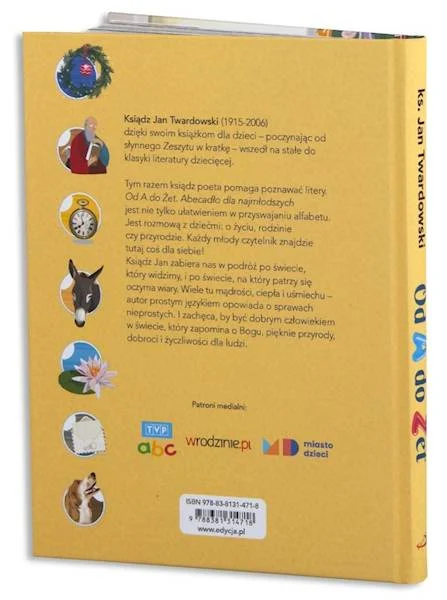 Ksiądz Jan Twardowski (1915-2006)
dzięki swoim książkom dla dzieci – poczynając od
słynnego Zeszytu w kratkę – wszedł na stałe do
klasyki literatury dziecięcej.
Tym razem ksiądz poeta pomaga poznawać litery.
Od A do Żet. Abecadło dla najmłodszych
jest nie tylko ułatwieniem w przyswajaniu alfabetu.
Jest rozmową z dziećmi: o życiu, rodzinie
czy przyrodzie. Każdy młody czytelnik znajdzie
tutaj coś dla siebie!
Ksiądz Jan zabiera nas w podróż po świecie,
który widzimy, i po świecie, na który patrzy się
oczyma wiary. Wiele tu mądrości, ciepła i uśmiechu –
autor prostym językiem opowiada o sprawach
nieprostych. I zachęca, by być dobrym człowiekiem
w świecie, który zapomina o Bogu, pięknie przyrody,
dobroci i życzliwości dla ludzi.
Patroni medialni:
TVP
abc
wrodzinie.pl
MD miasto
dzieci
ISBN 978-83-8131-471-8
9 788381 314718
www.edycja.pl
ks. Jan Twardowski
Od A do Żet